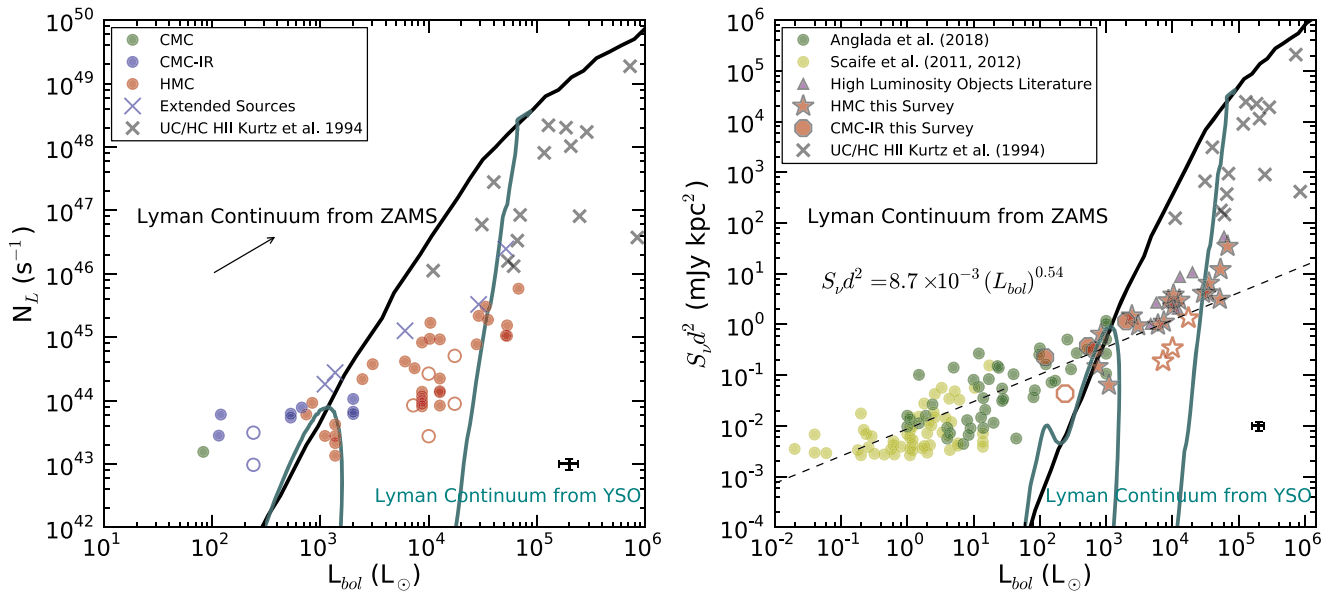 10^50
10^49
10^48
10^47
10^46
10^45
10^44
10^43
10^42
N_L (s^−1)
CMC
CMC-IR
HMC
Extended Sources
UC/HC HII Kurtz et al. 1994
Lyman Continuum from ZAMS
Lyman Continuum from YSO
10^1
10^2
10^3
10^4
10^5
10^6
L_bol (L_⊙)
10^6
10^5
10^4
10^3
10^2
10^1
10^0
10^-1
10^-2
10^-3
10^-4
S_νd^2 (mJy kpc^2)
Anglada et al. (2018)
Scaife et al. (2011, 2012)
High Luminosity Objects Literature
HMC this Survey
CMC-IR this Survey
UC/HC HII Kurtz et al. (1994)
Lyman Continuum from ZAMS
S_νd^2 = 8.7 × 10^−3 (L_bol)^0.54
Lyman Continuum from YSO
10^-2
10^-1
10^0
10^1
10^2
10^3
10^4
10^5
10^6
L_bol (L_⊙)